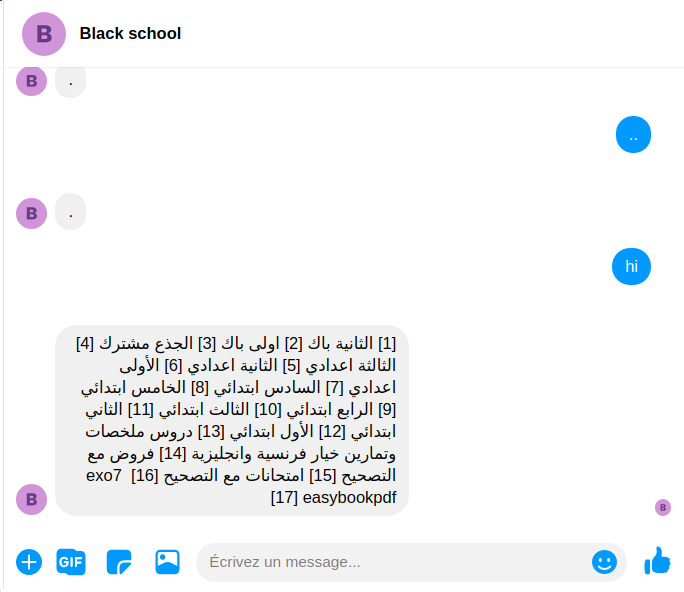 B
Black school
B
.
..
B
.
hi
[1] الثانية باك [2] اولى باك [3] الجذع مشترك [4]
الثالثة اعدادي [5] الثانية اعدادي [6] الأولى
اعدادي [7] السادس ابتدائي [8] الخامس ابتدائي
[9] الرابع ابتدائي [10] الثالث ابتدائي [11] الثاني
ابتدائي [12] الأول ابتدائي [13] دروس ملخصات
وتمارين خيار فرنسية وانجليزية [14] فروض مع
التصحيح [15] امتحانات مع التصحيح [16] exo7
[17] easybookpdf
B
B
GIF
Écrivez un message...